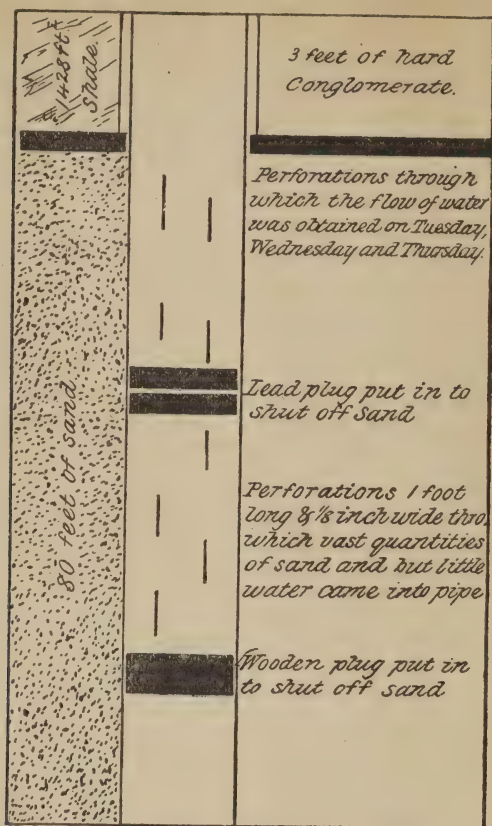 1428 ft. of
Shale.
3 feet of hard
Conglomerate.
Perforations through
which the flow of water
was obtained on Tuesday,
Wednesday and Thursday.
80 feet of sand
Lead plug put in to
shut off sand
Perforations 1 foot
long & 1/8 inch wide thro.
which vast quantities
of sand and but little
water came into pipe
Wooden plug put in
to shut off sand